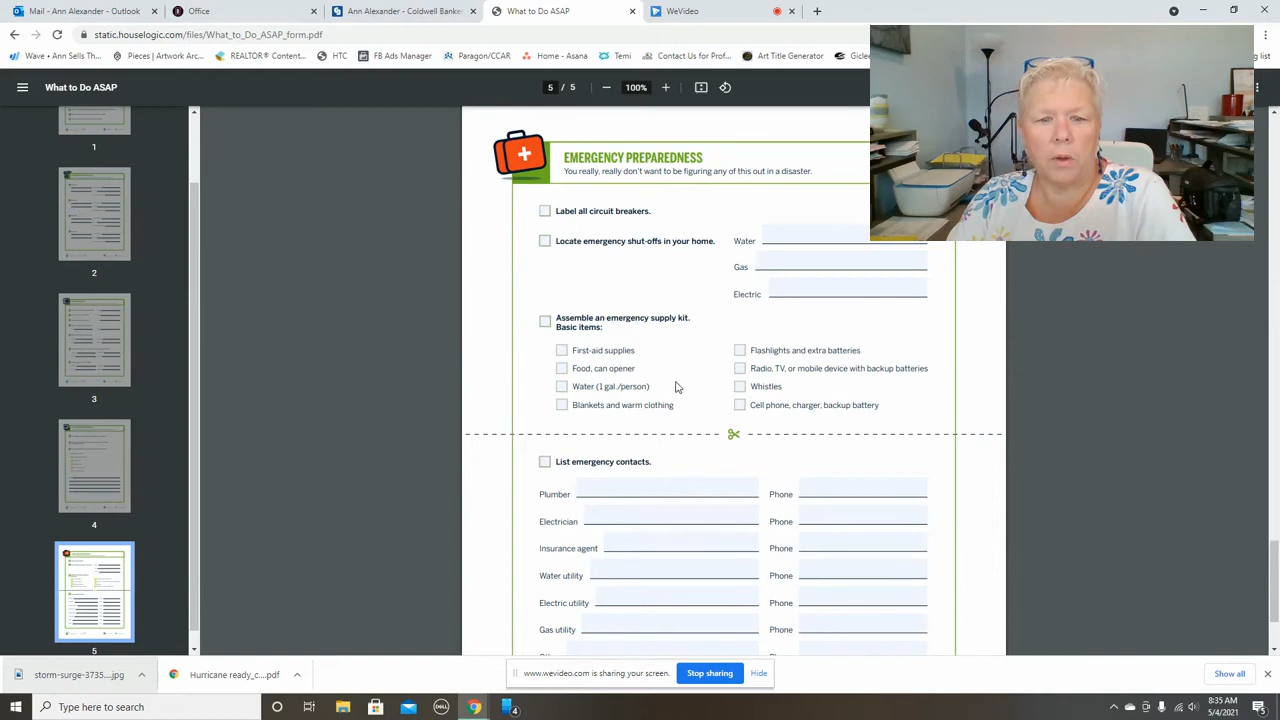 Mail - Ann Alexander - Outlook
Office
Ann Alexander - Coldwell Banke
What to Do ASAP
WeVideo
static.houselogic.com/files/What_to_Do_ASAP_form.pdf
Wave • Ann Sells Th...
Pieces | Artwork Arc...
REALTOR® Content...
HTC
FB Ads Manager
Paragon/CCAR
Home - Asana
Temi
Contact Us for Prof...
Art Title Generator
Giclee
g list
What to Do ASAP
5 / 5
100%
1
2
3
4
5
EMERGENCY PREPAREDNESS
You really, really don't want to be figuring any of this out in a disaster.
Label all circuit breakers.
Locate emergency shut-offs in your home.
Water
Gas
Electric
Assemble an emergency supply kit.
Basic items:
First-aid supplies
Flashlights and extra batteries
Food, can opener
Radio, TV, or mobile device with backup batteries
Water (1 gal./person)
Whistles
Blankets and warm clothing
Cell phone, charger, backup battery
List emergency contacts.
Plumber
Phone
Electrician
Phone
Insurance agent
Phone
Water utility
Phone
Electric utility
Phone
Gas utility
Phone
storm-surge-3735...jpg
Hurricane ready_c....pdf
www.wevideo.com is sharing your screen.
Stop sharing
Hide
Show all
Type here to search
DELL
4
8:35 AM
5/4/2021
5